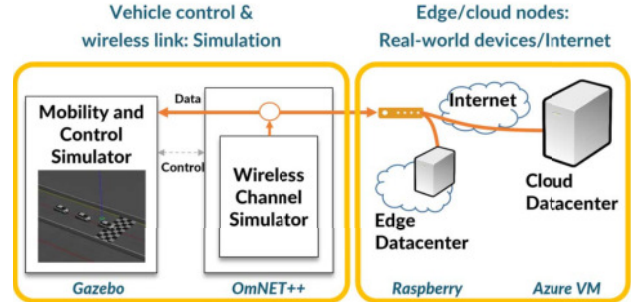 Vehicle control &
wireless link: Simulation
Edge/cloud nodes:
Real-world devices/Internet
Mobility and
Control
Simulator
Data
Control
Wireless
Channel
Simulator
Internet
Edge
Datacenter
Cloud
Datacenter
Gazebo
OmNET++
Raspberry
Azure VM